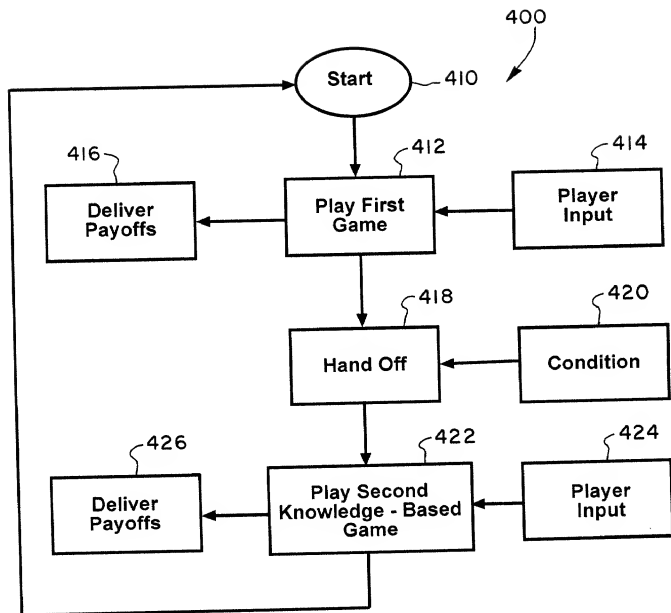 400
Start
410
416
412
414
Deliver
Payoffs
Play First
Game
Player
Input
418
420
Hand Off
Condition
426
422
424
Deliver
Payoffs
Play Second
Knowledge - Based
Game
Player
Input